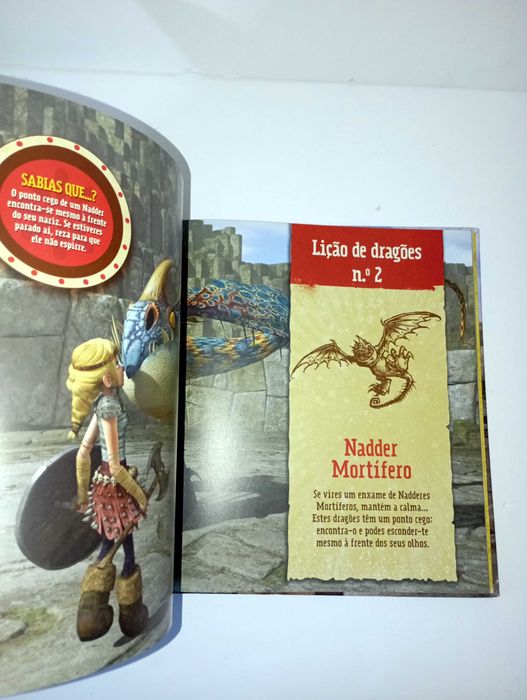 SABIAS QUE...?
O ponto cego de um Nadder
encontra-se mesmo à frente
do seu nariz. Se estiveres
parado aí, reza para que
ele não espirre.
Lição de dragões
n.º 2
Nadder
Mortífero
Se vires um enxame de Nadderes
Mortíferos, mantém a calma...
Estes dragões têm um ponto cego:
encontra-o e podes esconder-te
mesmo à frente dos seus olhos.